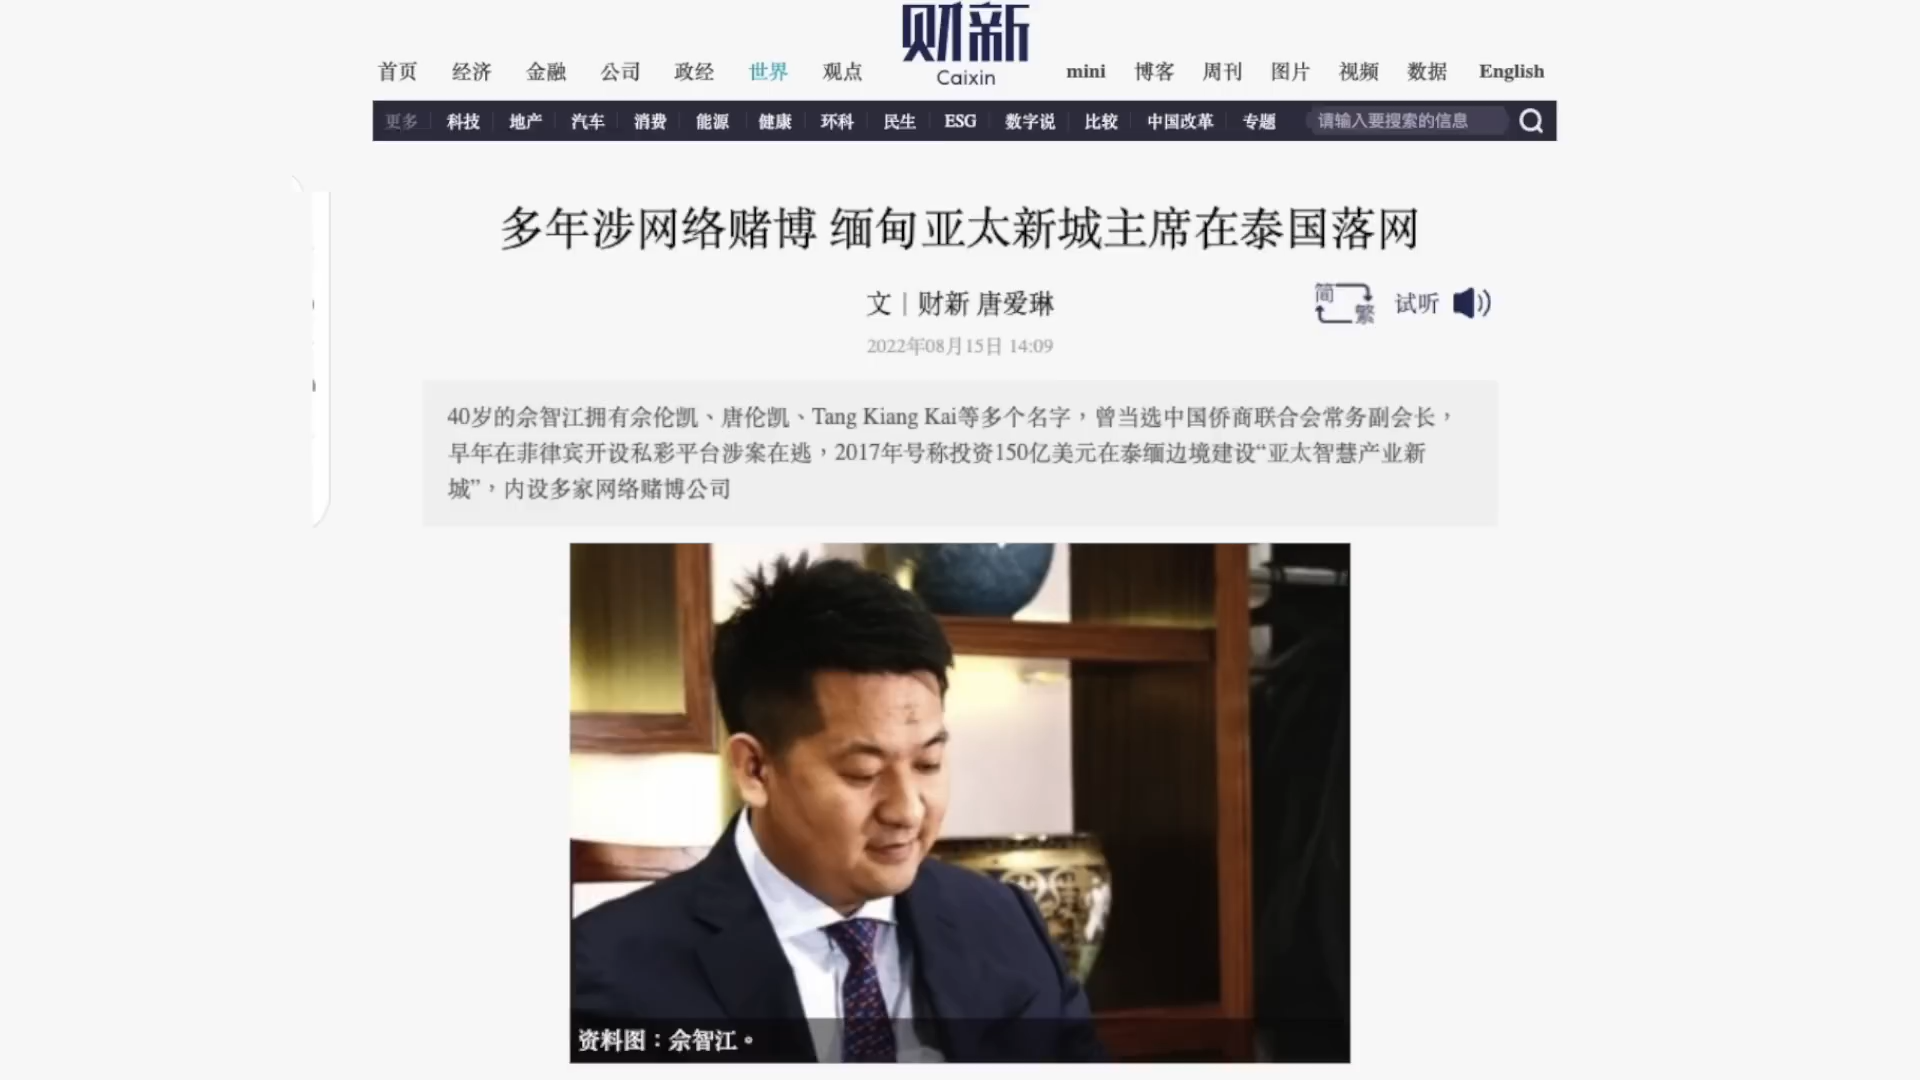 财新
Caixin
首页 经济 金融 公司 政经 世界 观点 mini 博客 周刊 图片 视频 数据 English
更多 科技 地产 汽车 消费 能源 健康 环科 民生 ESG 数字说 比较 中国改革 专题 请输入要搜索的信息
多年涉网络赌博 缅甸亚太新城主席在泰国落网
文|财新 唐爱琳
简 繁 试听
2022年08月15日 14:09
40岁的佘智江拥有佘伦凯、唐伦凯、Tang Kiang Kai等多个名字，曾当选中国侨商联合会常务副会长，
早年在菲律宾开设私彩平台涉案在逃，2017年号称投资150亿美元在泰缅边境建设“亚太智慧产业新
城”，内设多家网络赌博公司
资料图：佘智江。